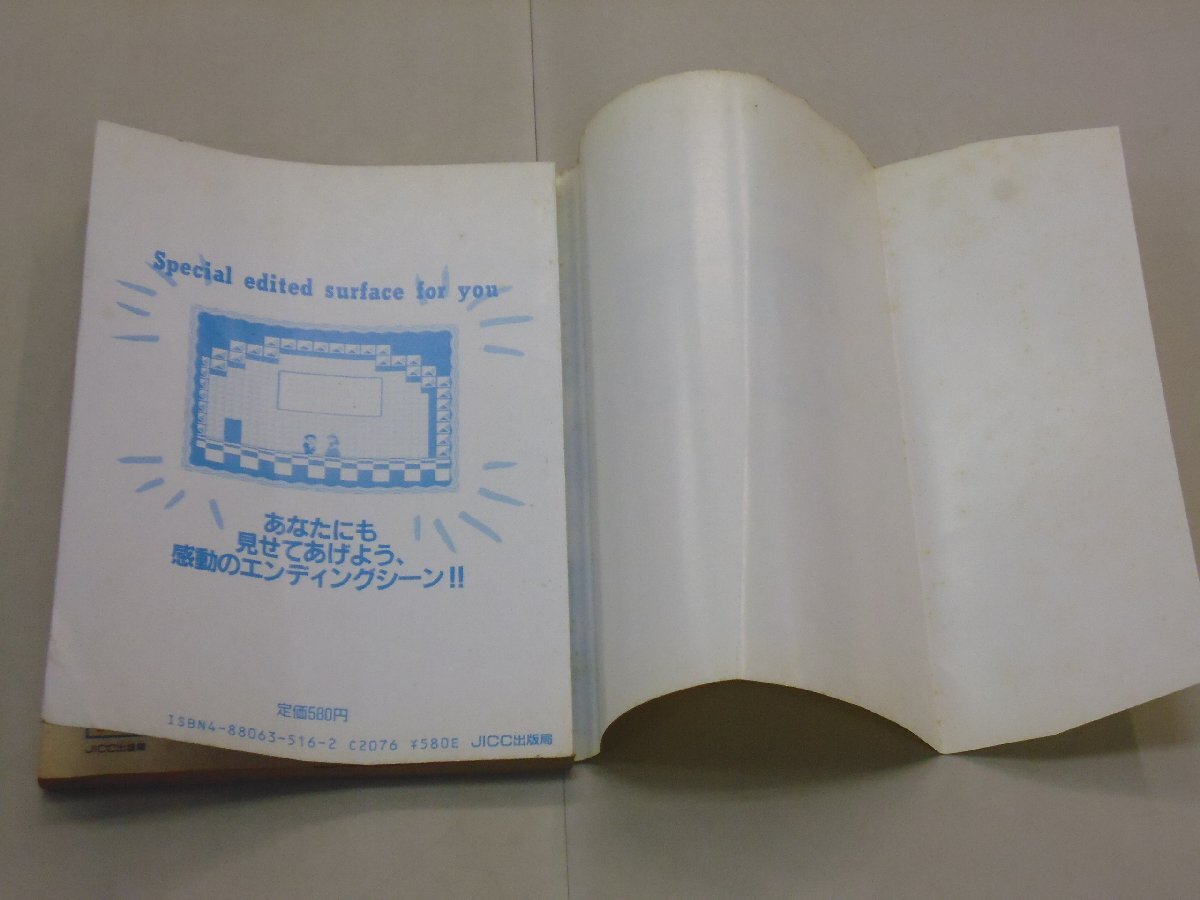 Special edited surface for you
あなたにも
見せてあげよう、
感動のエンディングシーン!!
定価580円
ISBN4-88063-516-2 C2076 ¥580E JICC出版局
JICC出版局